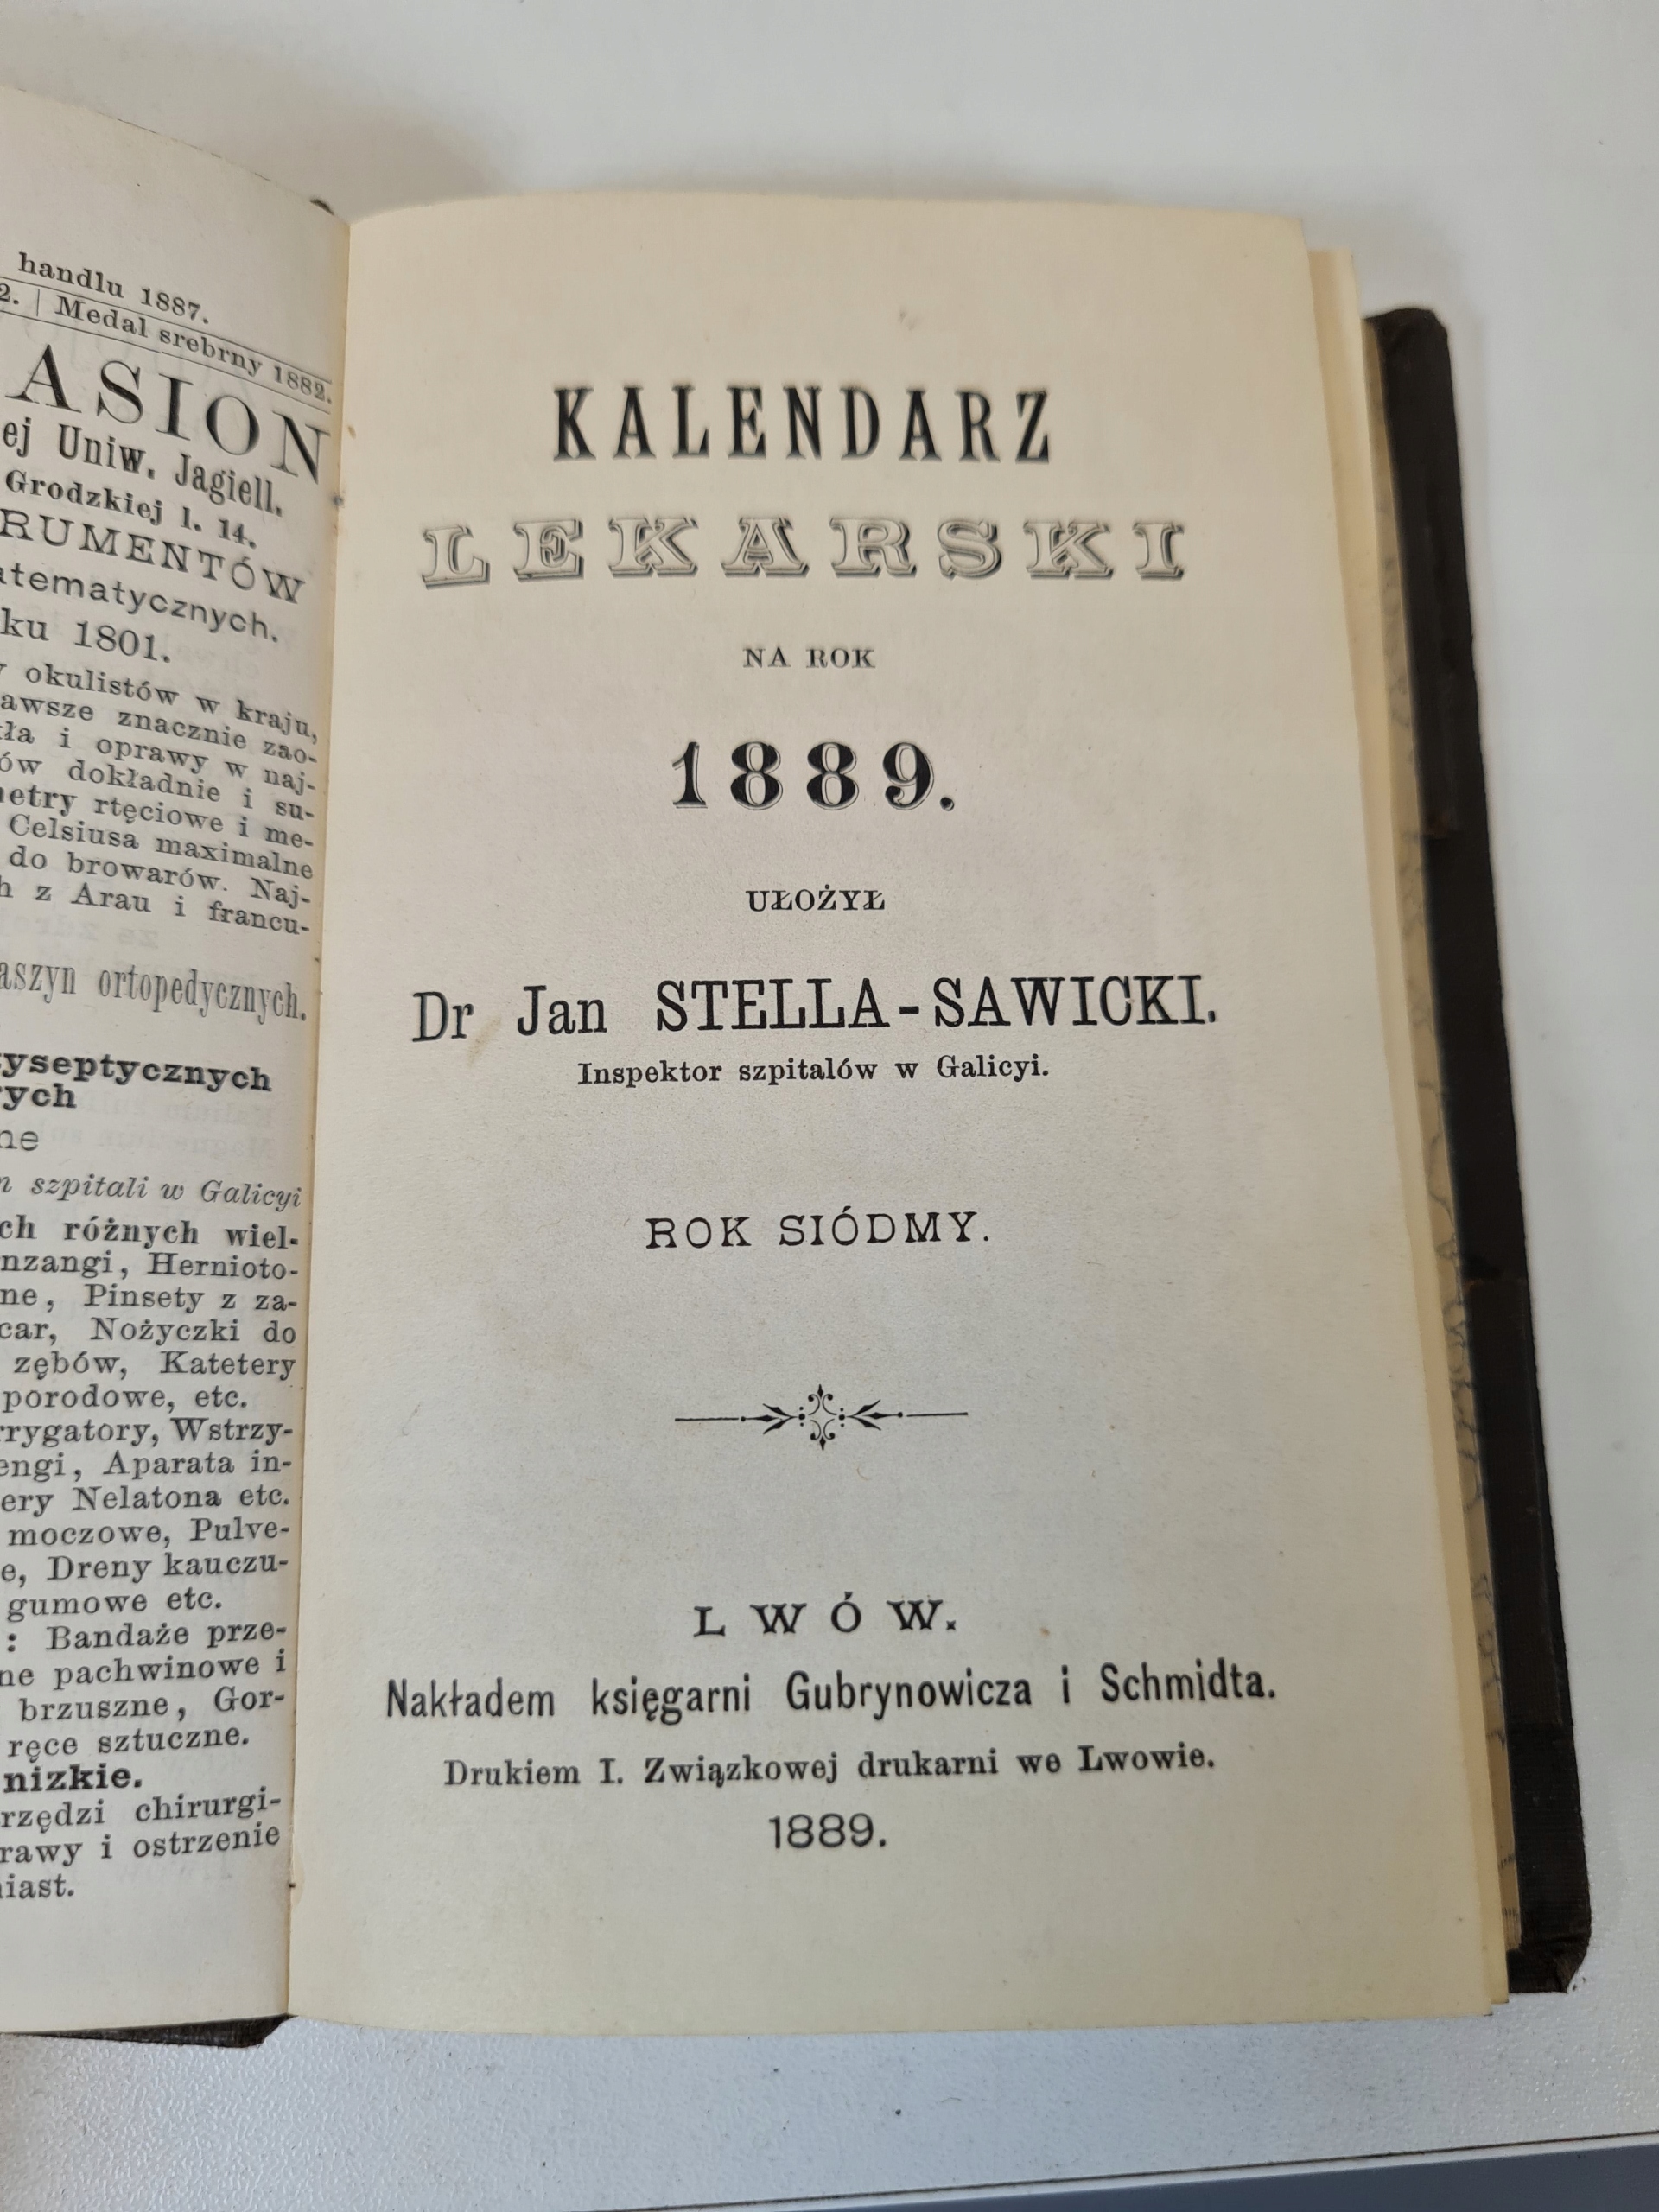 handlu 1887.
2. | Medal srebrny 1882.
ASION
ej Uniw. Jagiell.
Grodzkiej l. 14.
RUMENTÓW
atematycznych.
ku 1801.
okulistów w kraju,
awsze znacznie zao-
ła i oprawy w naj-
ów dokładnie i su-
etry rtęciowe i me-
Celsiusa maximalne
do browarów. Naj-
h z Arau i francu-
aszyn ortopedycznych.
yseptycznych
ych
ne
szpitali w Galicyi
ch różnych wiel-
nzangi, Hernioto-
ne, Pinsety z za-
car, Nożyczki do
zębów, Katetery
porodowe, etc.
rrygatory, Wstrzy-
engi, Aparata in-
ery Nelatona etc.
moczowe, Pulve-
e, Dreny kauczu-
gumowe etc.
: Bandaże prze-
ne pachwinowe i
brzuszne, Gor-
ręce sztuczne.
nizkie.
rzędzi chirurgi-
rawy i ostrzenie
iast.
KALENDARZ
LEKARSKI
NA ROK
1889.
UŁOŻYŁ
Dr Jan STELLA-SAWICKI.
Inspektor szpitalów w Galicyi.
ROK SIÓDMY.
LWÓW.
Nakładem księgarni Gubrynowicza i Schmidta.
Drukiem I. Związkowej drukarni we Lwowie.
1889.